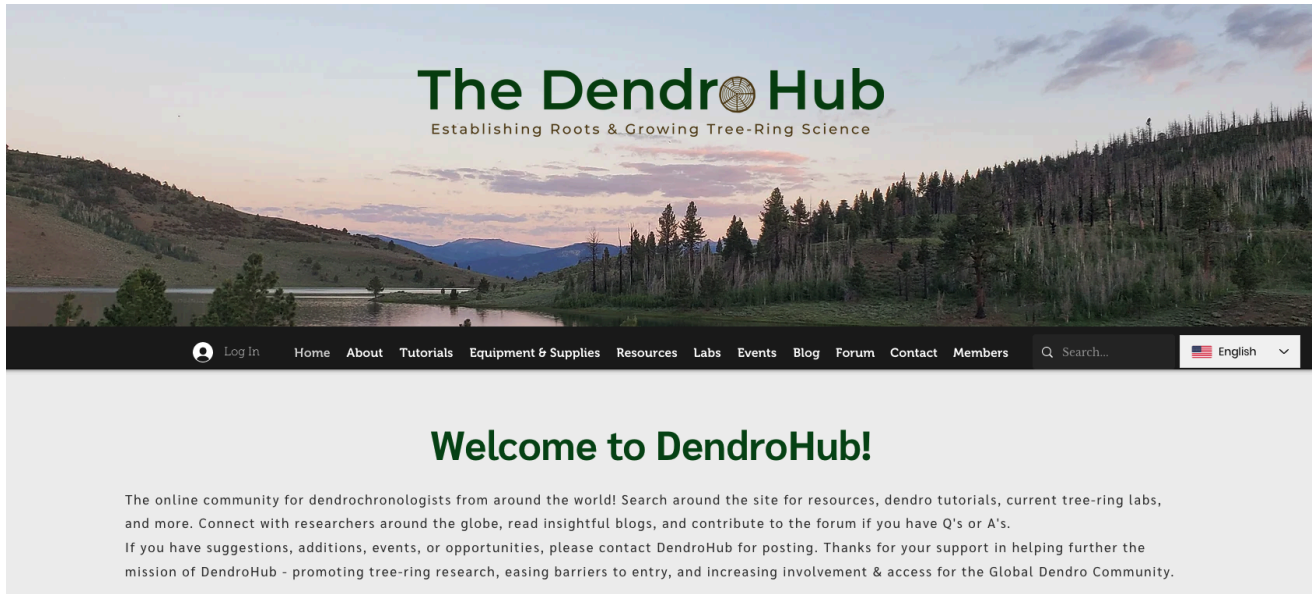 The Dendro Hub
Establishing Roots & Growing Tree-Ring Science
Log In Home About Tutorials Equipment & Supplies Resources Labs Events Blog Forum Contact Members Search... English
Welcome to DendroHub!
The online community for dendrochronologists from around the world! Search around the site for resources, dendro tutorials, current tree-ring labs,
and more. Connect with researchers around the globe, read insightful blogs, and contribute to the forum if you have Q's or A's.
If you have suggestions, additions, events, or opportunities, please contact DendroHub for posting. Thanks for your support in helping further the
mission of DendroHub - promoting tree-ring research, easing barriers to entry, and increasing involvement & access for the Global Dendro Community.